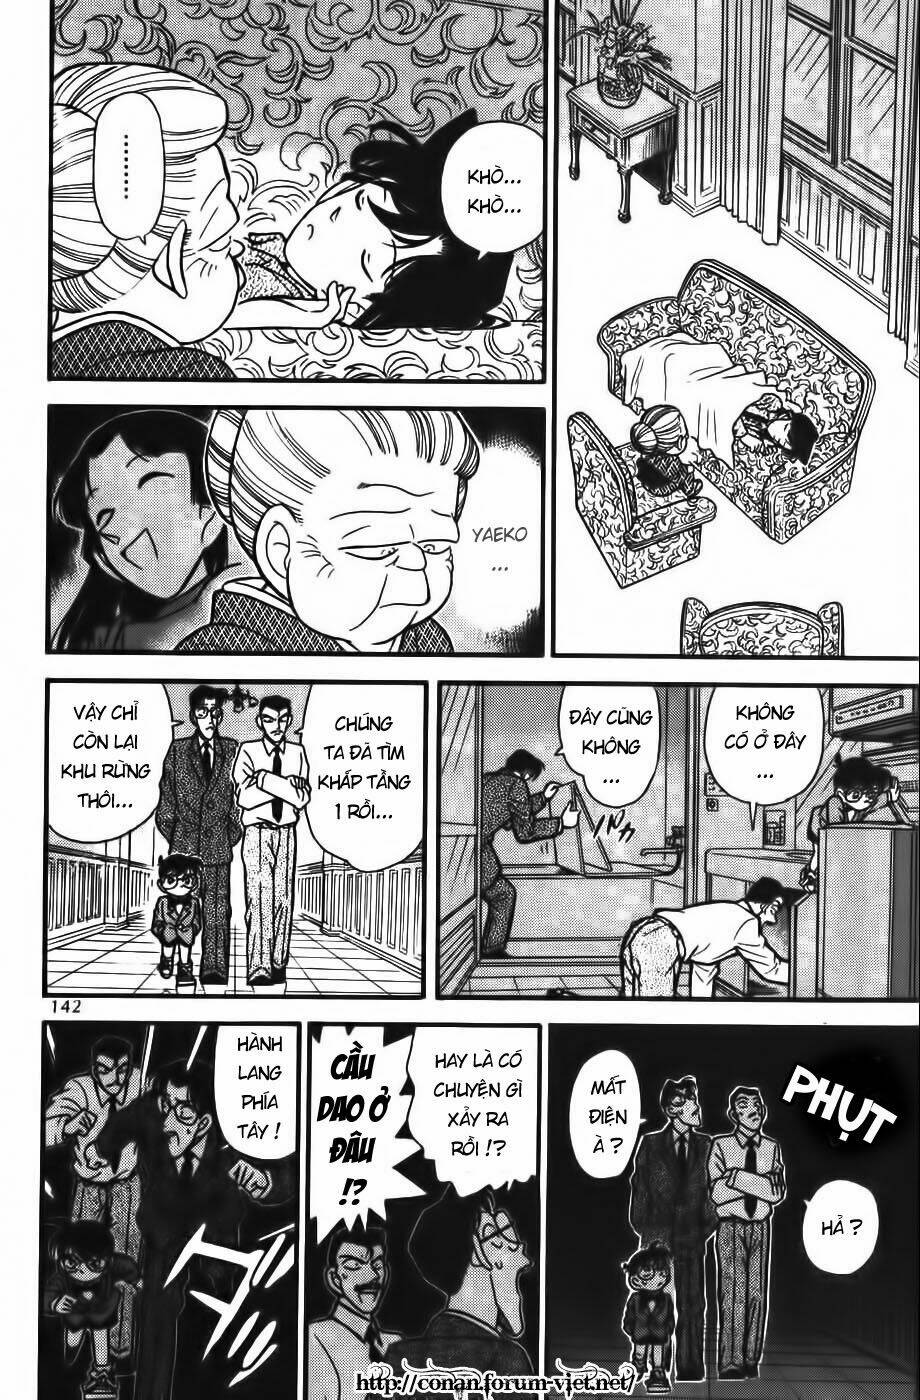 KHÒ...
KHÒ...
........
YAEKO
...
KHÔNG
CÓ Ở ĐÂY
...
ĐÂY CŨNG
KHÔNG
...
CHÚNG
TA ĐÃ TÌM
KHẮP TẦNG
1 RỒI...
VẬY CHỈ
CÒN LẠI
KHU RỪNG
THÔI...
142
PHỤT
HẢ ?
MẤT
ĐIỆN
À ?
HAY LÀ CÓ
CHUYỆN GÌ
XẢY RA
RỒI !?
CẦU
DAO Ở
ĐÂU
!?
HÀNH
LANG
PHÍA
TÂY !
http://conan.forum-viet.net/